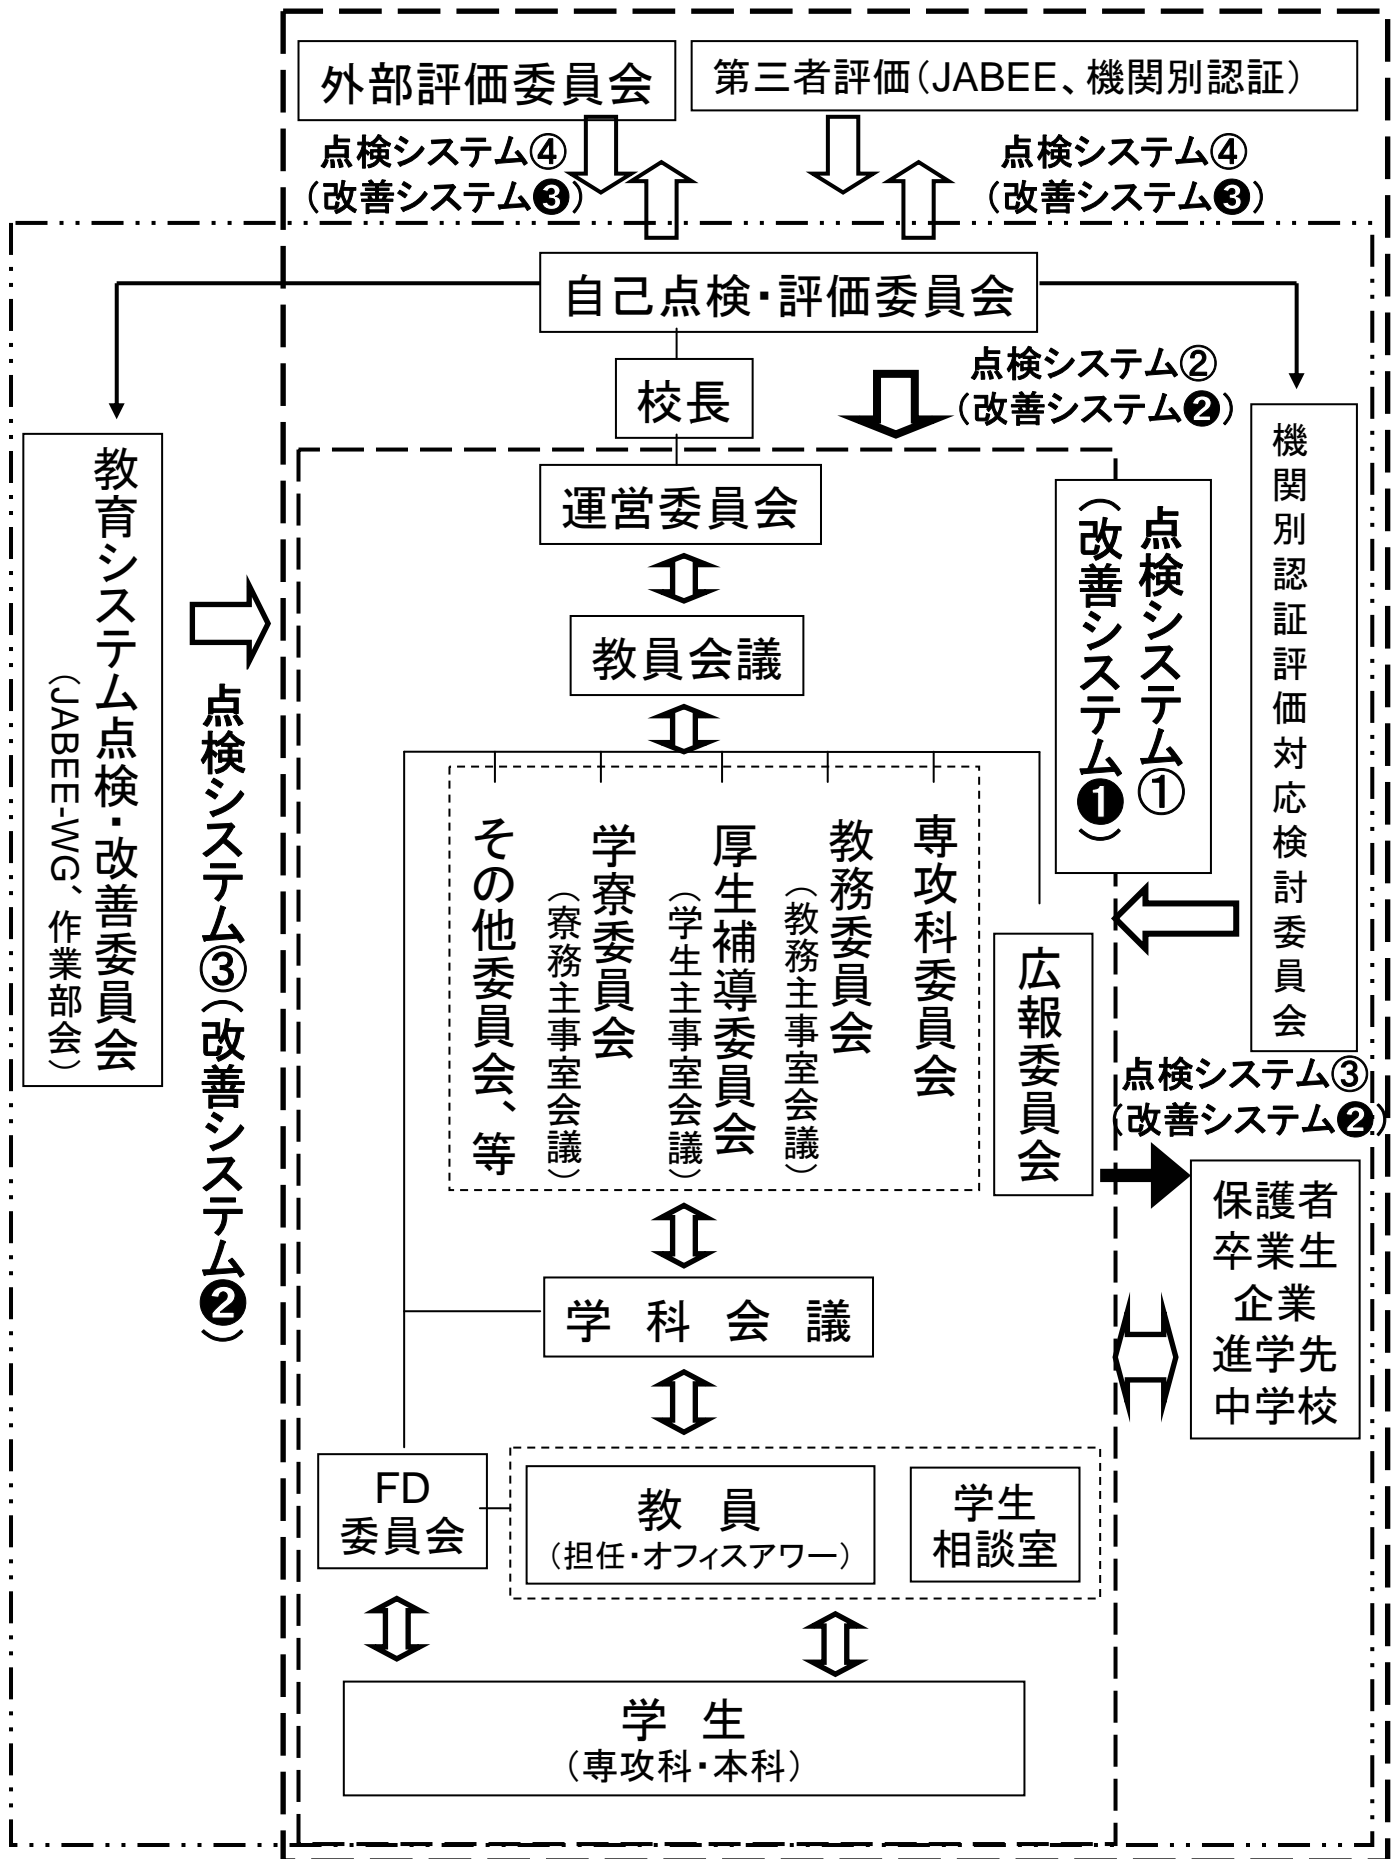 外部評価委員会
第三者評価（JABEE、機関別認証）
点検システム④
（改善システム❸）
点検システム④
（改善システム❸）
自己点検・評価委員会
校長
点検システム②
（改善システム❷）
運営委員会
教員会議
点検システム①
（改善システム❶）
機関別認証評価対応検討委員会
教育システム点検・改善委員会
（JABEE-WG、作業部会）
点検システム③（改善システム❷）
専攻科委員会
教務委員会
（教務主事室会議）
厚生補導委員会
（学生主事室会議）
学寮委員会
（寮務主事室会議）
その他委員会、等
広報委員会
点検システム③
（改善システム❷）
保護者
卒業生
企業
進学先
中学校
学科会議
FD
委員会
教員
（担任・オフィスアワー）
学生
相談室
学生
（専攻科・本科）